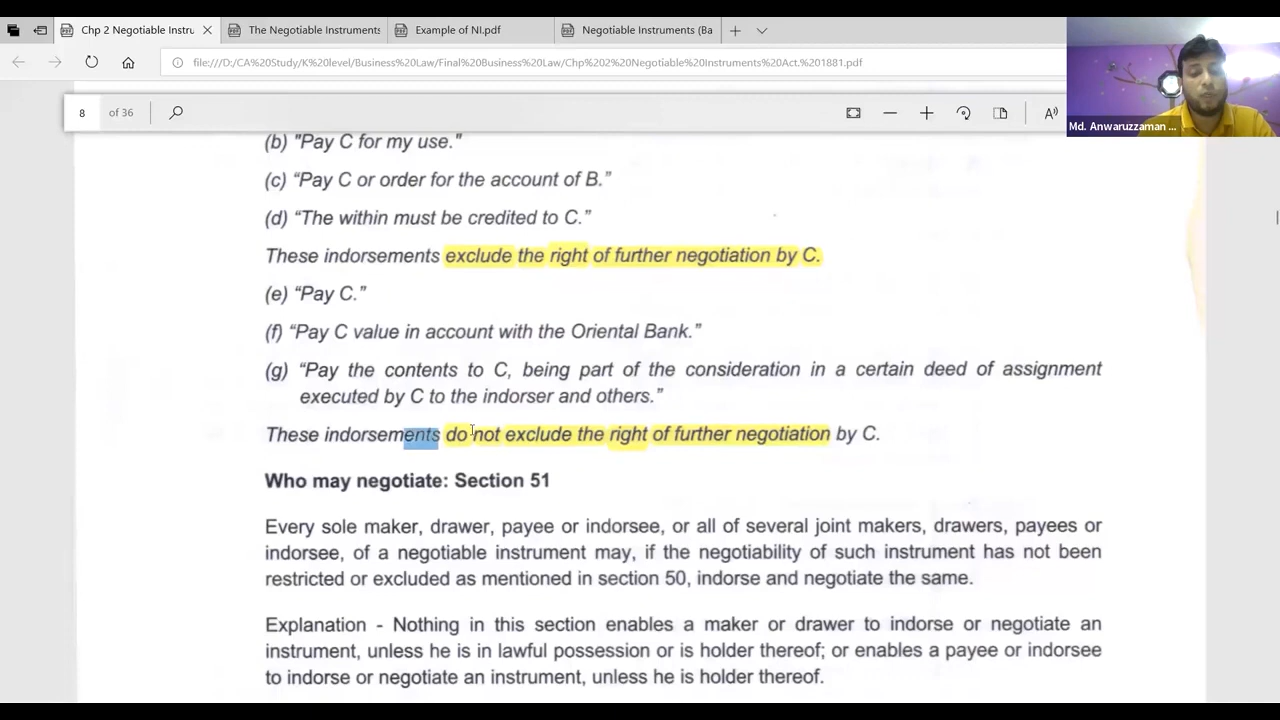 Chp 2 Negotiable Instru
The Negotiable Instruments
Example of NI.pdf
Negotiable Instruments (Ba
file:///D:/CA%20Study/K%20level/Business%20Law/Final%20Business%20Law/Chp%202%20Negotiable%20Instruments%20Act.%201881.pdf
8 of 36
Md. Anwaruzzaman ...
(b) "Pay C for my use."
(c) “Pay C or order for the account of B.”
(d) “The within must be credited to C.”
These indorsements exclude the right of further negotiation by C.
(e) “Pay C.”
(f) “Pay C value in account with the Oriental Bank.”
(g) “Pay the contents to C, being part of the consideration in a certain deed of assignment
executed by C to the indorser and others.”
These indorsements do not exclude the right of further negotiation by C.
Who may negotiate: Section 51
Every sole maker, drawer, payee or indorsee, or all of several joint makers, drawers, payees or
indorsee, of a negotiable instrument may, if the negotiability of such instrument has not been
restricted or excluded as mentioned in section 50, indorse and negotiate the same.
Explanation - Nothing in this section enables a maker or drawer to indorse or negotiate an
instrument, unless he is in lawful possession or is holder thereof; or enables a payee or indorsee
to indorse or negotiate an instrument, unless he is holder thereof.